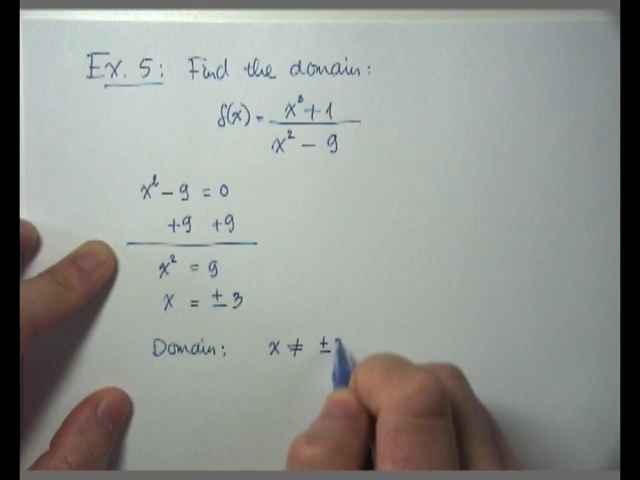 Ex. 5: Find the domain:
f(x) = x³ + 1 / x² - 9
x² - 9 = 0
+9 +9
x² = 9
x = ± 3
Domain: x ≠ ±